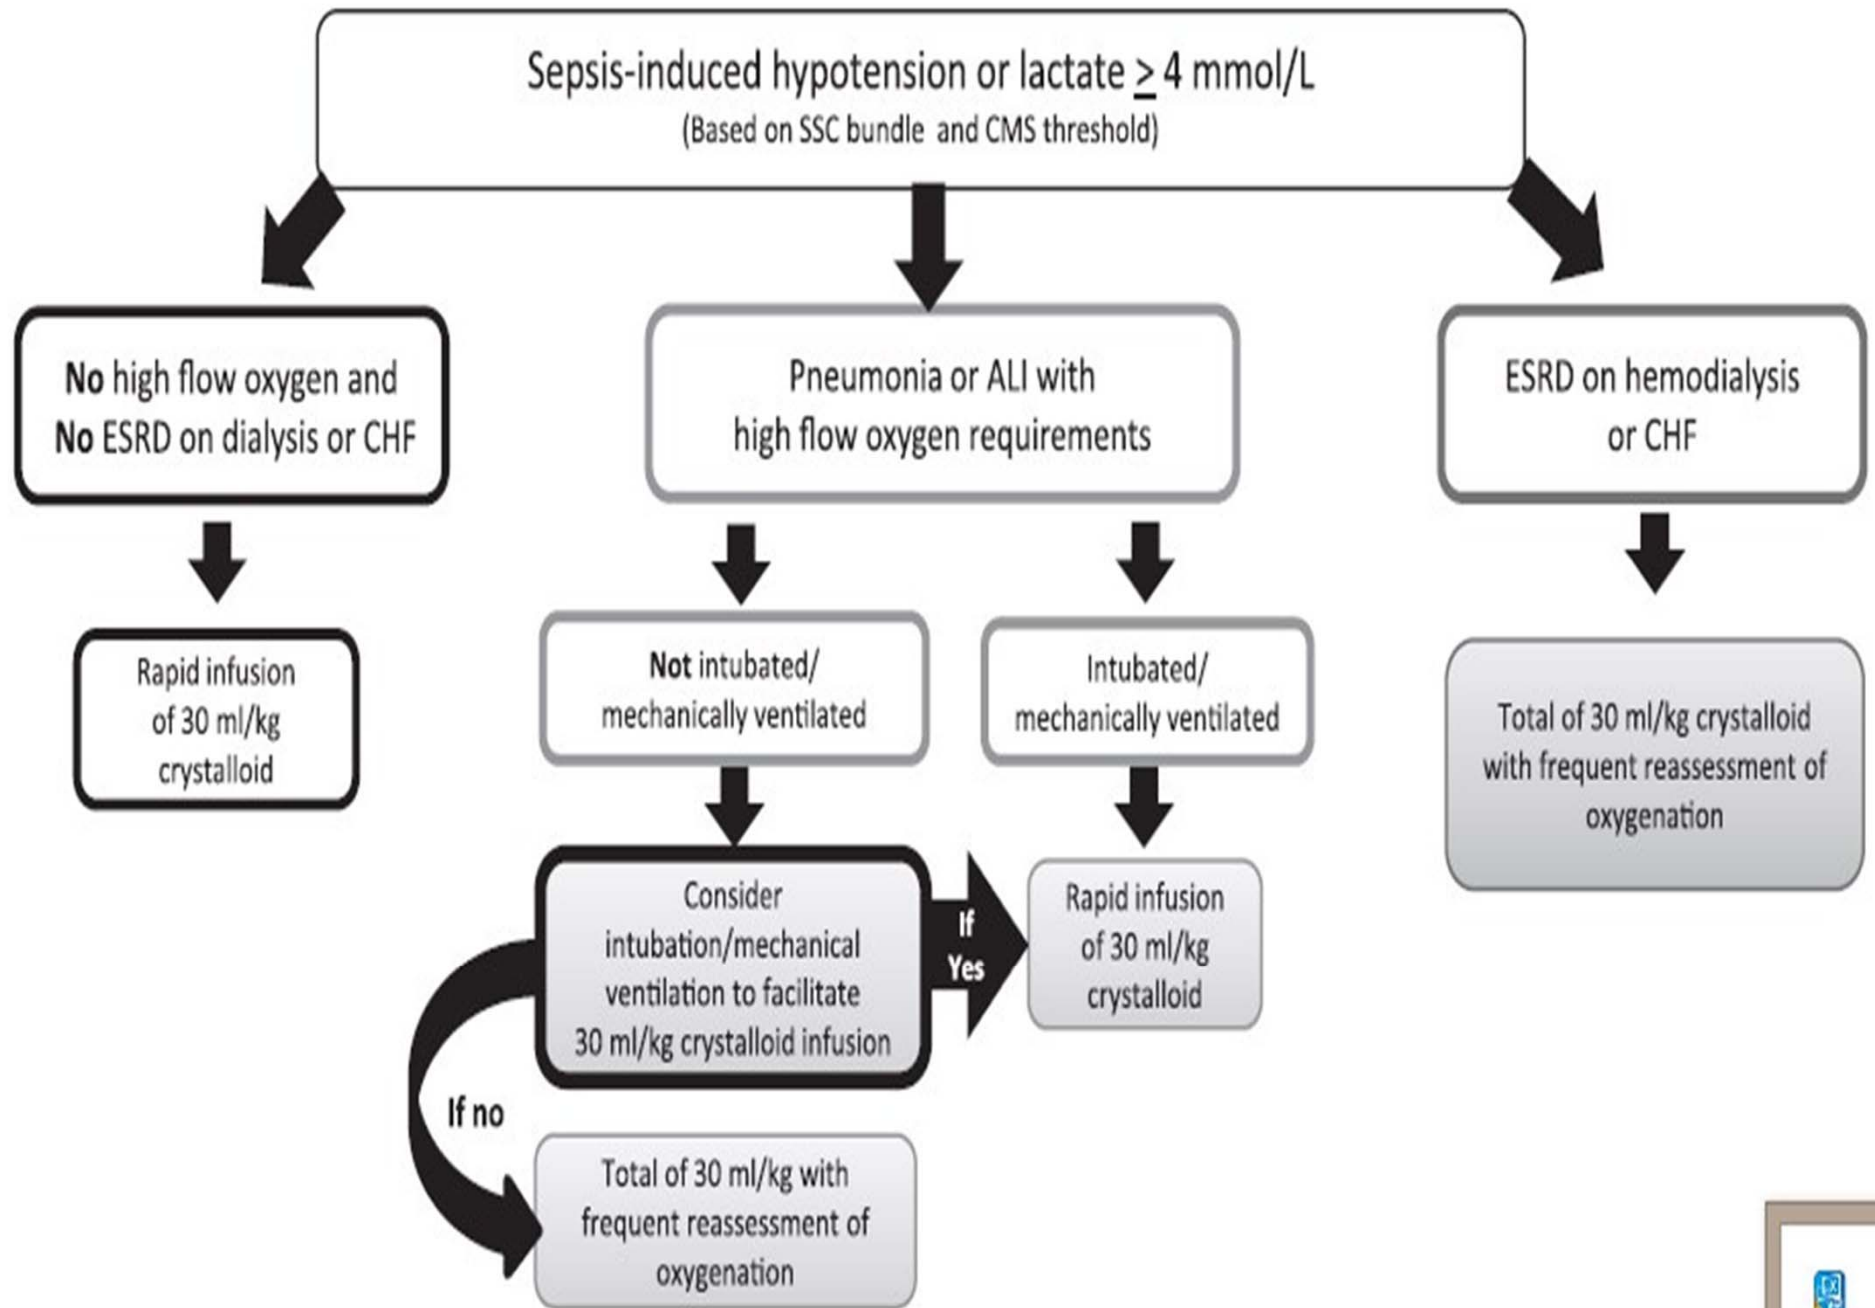 Sepsis-induced hypotension or lactate ≥ 4 mmol/L
(Based on SSC bundle and CMS threshold)
No high flow oxygen and
No ESRD on dialysis or CHF
Pneumonia or ALI with
high flow oxygen requirements
ESRD on hemodialysis
or CHF
Rapid infusion
of 30 ml/kg
crystalloid
Not intubated/
mechanically ventilated
Intubated/
mechanically ventilated
Total of 30 ml/kg crystalloid
with frequent reassessment of
oxygenation
Consider
intubation/mechanical
ventilation to facilitate
30 ml/kg crystalloid infusion
If
Yes
Rapid infusion
of 30 ml/kg
crystalloid
If no
Total of 30 ml/kg with
frequent reassessment of
oxygenation